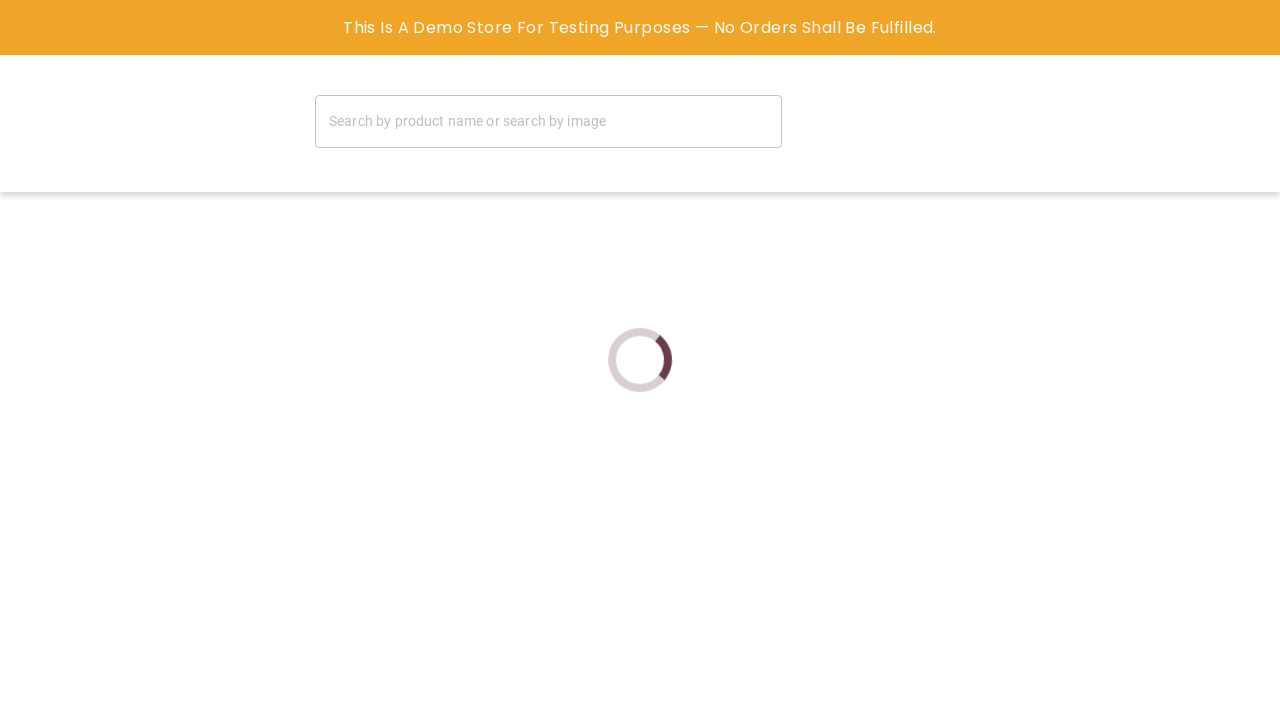 This Is A Demo Store For Testing Purposes — No Orders Shall Be Fulfilled.
Search by product name or search by image